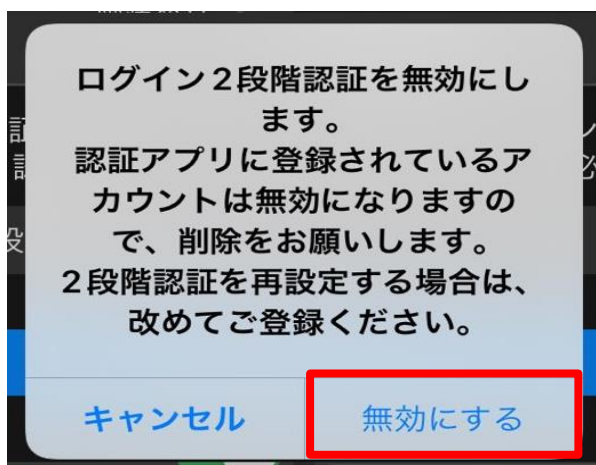 ログイン２段階認証を無効にし
ます。
認証アプリに登録されているア
カウントは無効になりますの
で、削除をお願いします。
２段階認証を再設定する場合は、
改めてご登録ください。
キャンセル
無効にする